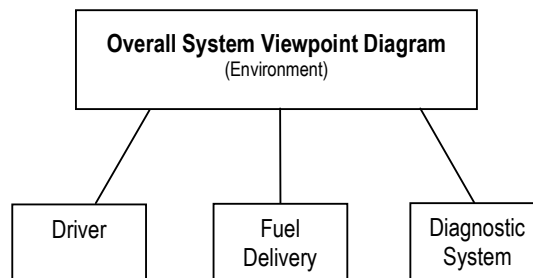 Overall System Viewpoint Diagram
(Environment)
Driver
Fuel
Delivery
Diagnostic
System